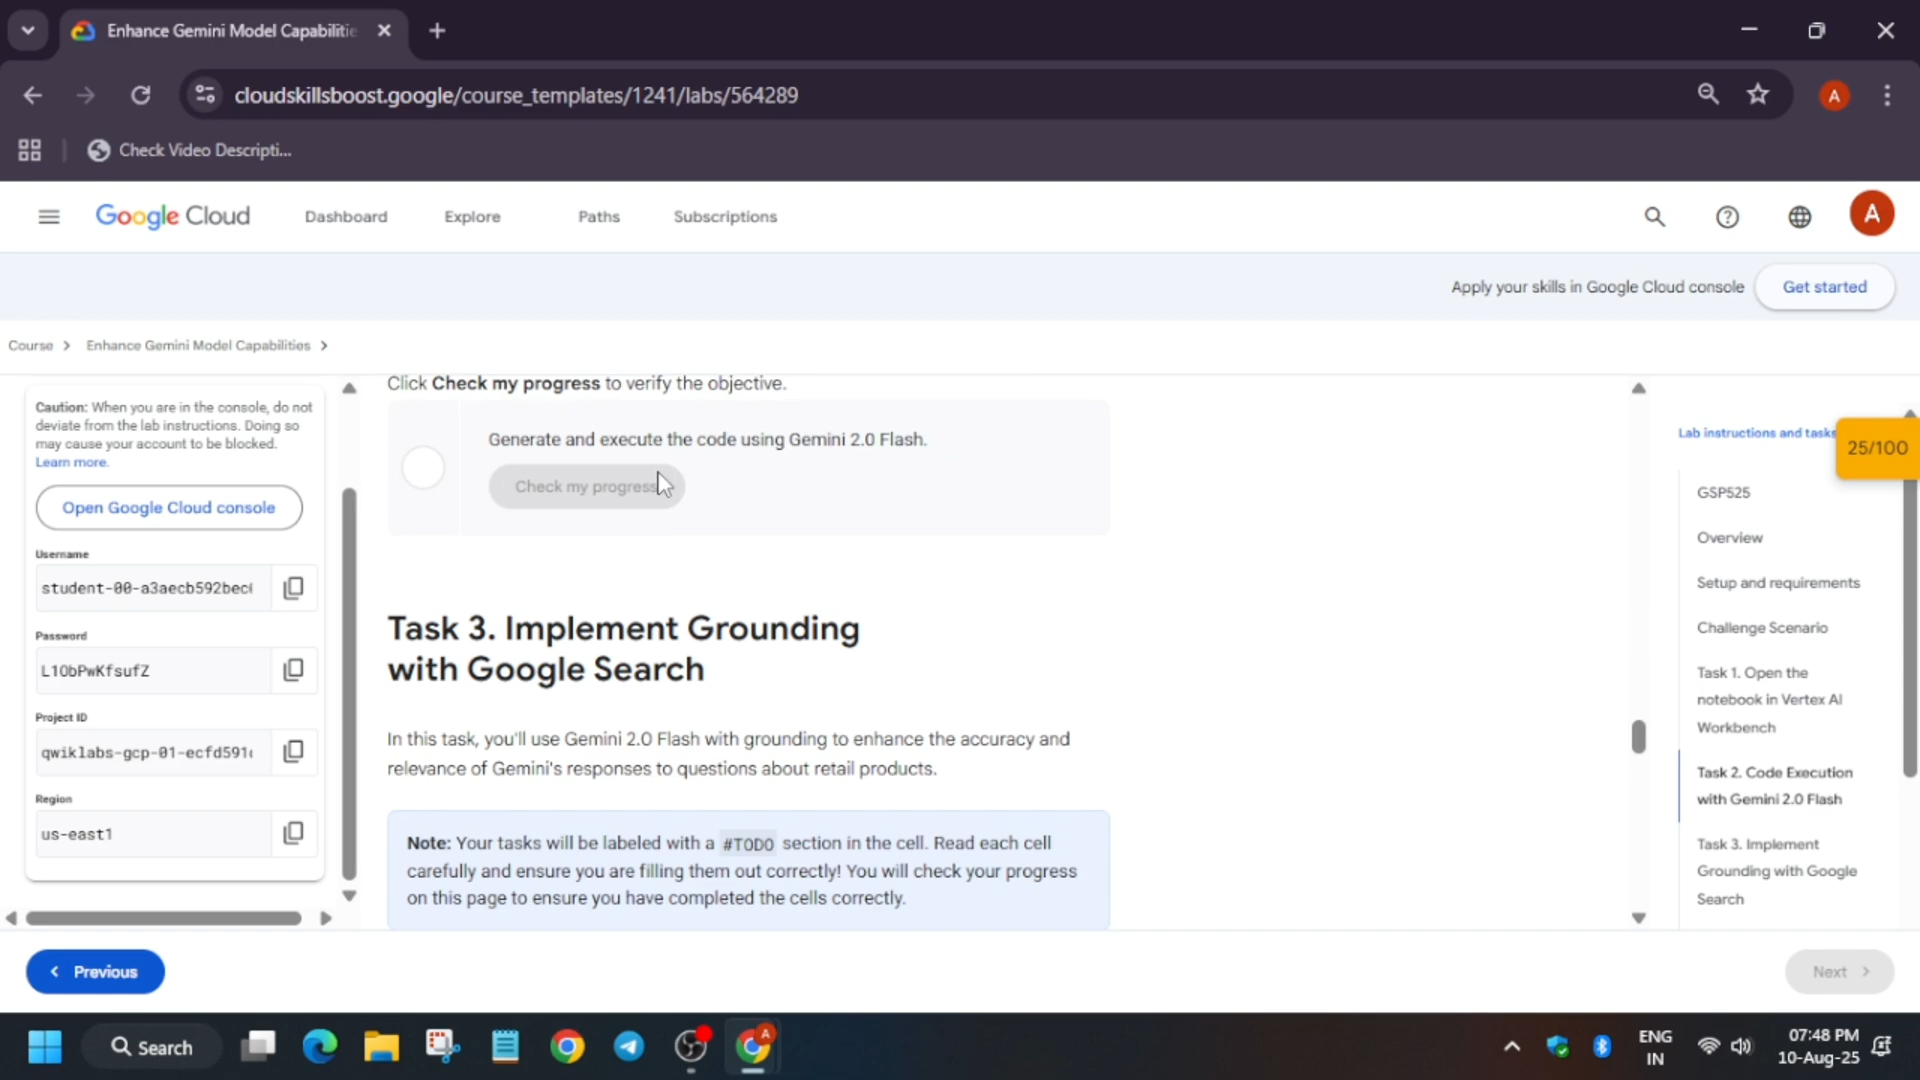 Enhance Gemini Model Capabilitie
cloudskillsboost.google/course_templates/1241/labs/564289
A
Check Video Descripti...
Google Cloud
Dashboard
Explore
Paths
Subscriptions
A
Apply your skills in Google Cloud console
Get started
Course
Enhance Gemini Model Capabilities
Caution: When you are in the console, do not
deviate from the lab instructions. Doing so
may cause your account to be blocked.
Learn more.
Open Google Cloud console
Username
student-00-a3aecb592bec
Password
L1ObPwKfsufZ
Project ID
qwiklabs-gcp-01-ecfd591
Region
us-east1
Click Check my progress to verify the objective.
Generate and execute the code using Gemini 2.0 Flash.
Check my progress
Task 3. Implement Grounding
with Google Search
In this task, you'll use Gemini 2.0 Flash with grounding to enhance the accuracy and
relevance of Gemini's responses to questions about retail products.
Note: Your tasks will be labeled with a #TODO section in the cell. Read each cell
carefully and ensure you are filling them out correctly! You will check your progress
on this page to ensure you have completed the cells correctly.
Lab instructions and tasks
25/100
GSP525
Overview
Setup and requirements
Challenge Scenario
Task 1. Open the
notebook in Vertex AI
Workbench
Task 2. Code Execution
with Gemini 2.0 Flash
Task 3. Implement
Grounding with Google
Search
Previous
Next
Search
A
ENG
IN
07:48 PM
10-Aug-25